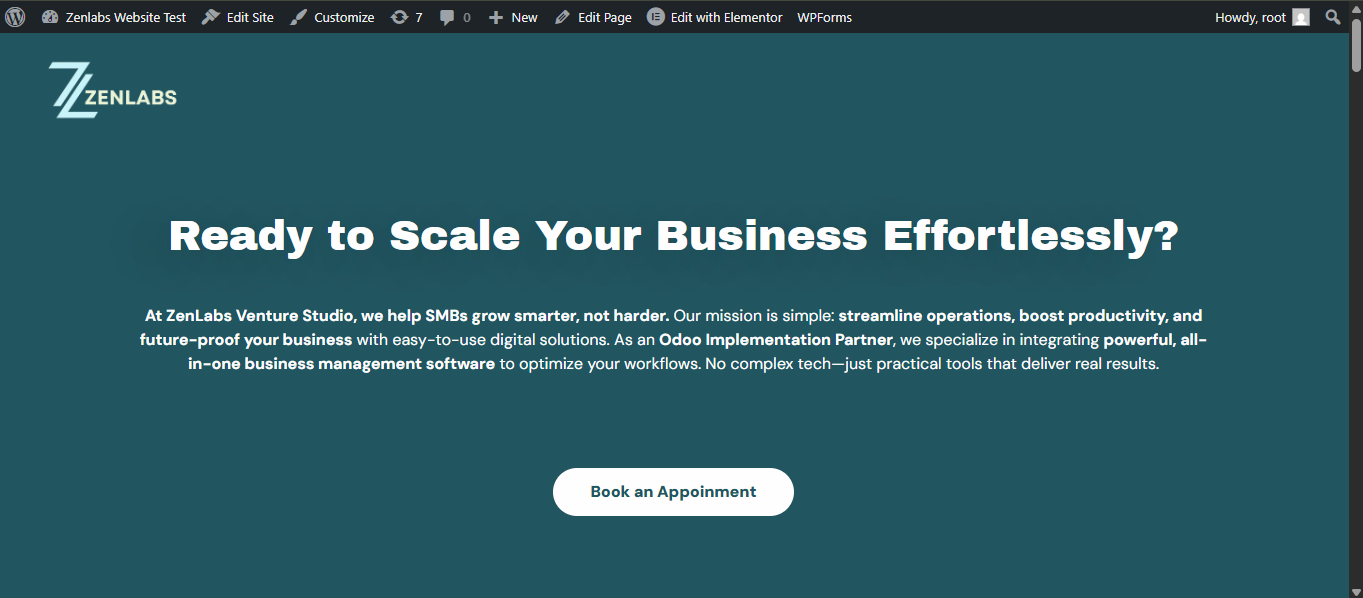 Zenlabs Website Test Edit Site Customize 7 0 New Edit Page Edit with Elementor WPForms Howdy, root
ZENLABS
Ready to Scale Your Business Effortlessly?
At ZenLabs Venture Studio, we help SMBs grow smarter, not harder. Our mission is simple: streamline operations, boost productivity, and
future-proof your business with easy-to-use digital solutions. As an Odoo Implementation Partner, we specialize in integrating powerful, all-
in-one business management software to optimize your workflows. No complex tech—just practical tools that deliver real results.
Book an Appoinment